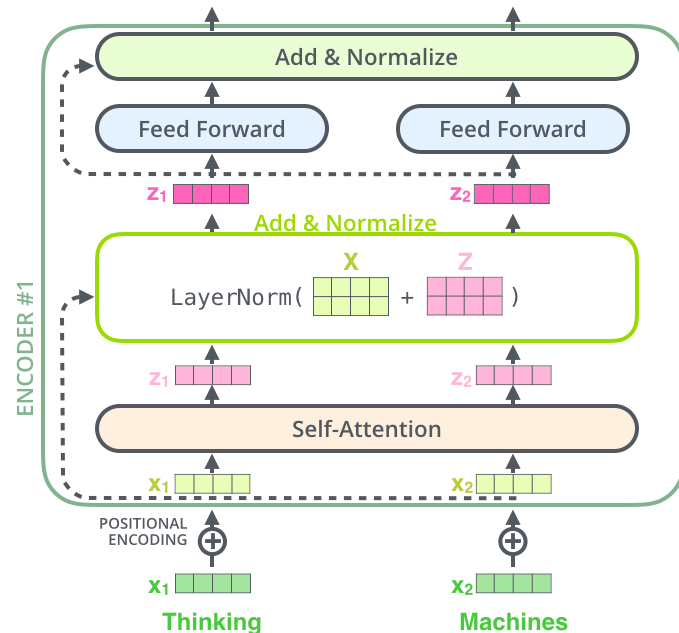 Add & Normalize
Feed Forward
Feed Forward
z1
z2
Add & Normalize
X
Z
LayerNorm( + )
ENCODER #1
z1
z2
Self-Attention
x1
x2
POSITIONAL
ENCODING
x1
x2
Thinking
Machines